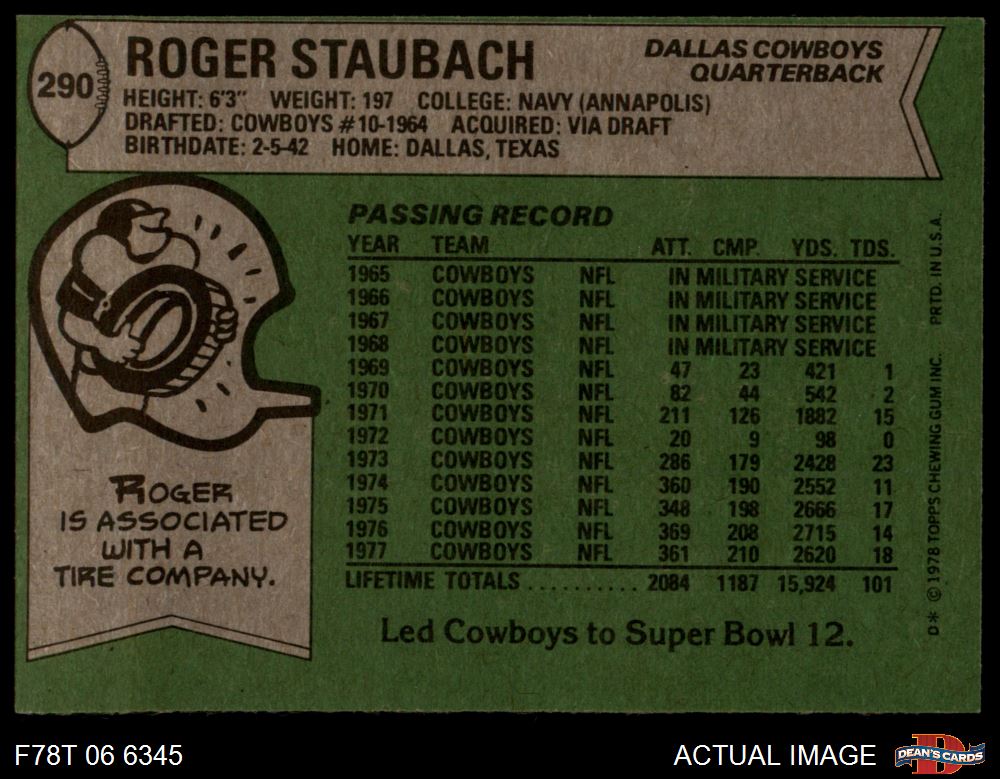 290
ROGER STAUBACH
DALLAS COWBOYS
QUARTERBACK
HEIGHT: 6'3" WEIGHT: 197 COLLEGE: NAVY (ANNAPOLIS)
DRAFTED: COWBOYS #10-1964 ACQUIRED: VIA DRAFT
BIRTHDATE: 2-5-42 HOME: DALLAS, TEXAS
PASSING RECORD
YEAR TEAM ATT. CMP. YDS. TDS.
1965 COWBOYS NFL IN MILITARY SERVICE
1966 COWBOYS NFL IN MILITARY SERVICE
1967 COWBOYS NFL IN MILITARY SERVICE
1968 COWBOYS NFL IN MILITARY SERVICE
1969 COWBOYS NFL 47 23 421 1
1970 COWBOYS NFL 82 44 542 2
1971 COWBOYS NFL 211 126 1882 15
1972 COWBOYS NFL 20 9 98 0
1973 COWBOYS NFL 286 179 2428 23
1974 COWBOYS NFL 360 190 2552 11
1975 COWBOYS NFL 348 198 2666 17
1976 COWBOYS NFL 369 208 2715 14
1977 COWBOYS NFL 361 210 2620 18
LIFETIME TOTALS .......... 2084 1187 15,924 101
Led Cowboys to Super Bowl 12.
ROGER
IS ASSOCIATED
WITH A
TIRE COMPANY.
D* © 1978 TOPPS CHEWING GUM INC. PRTD. IN U.S.A.
F78T 06 6345
ACTUAL IMAGE
D
DEAN'S CARDS